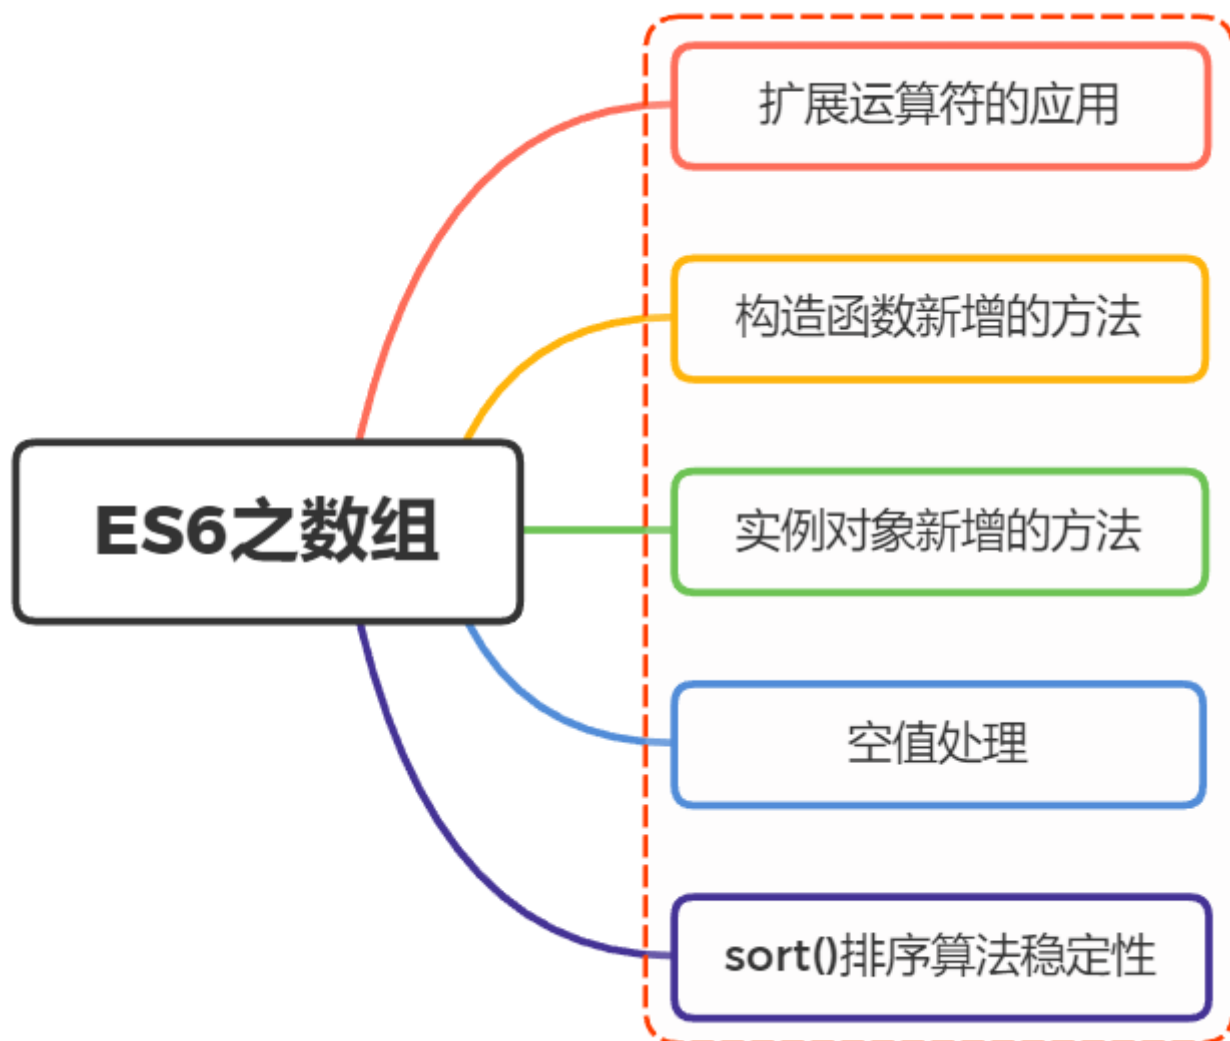 扩展运算符的应用
构造函数新增的方法
ES6之数组
实例对象新增的方法
空值处理
sort()排序算法稳定性